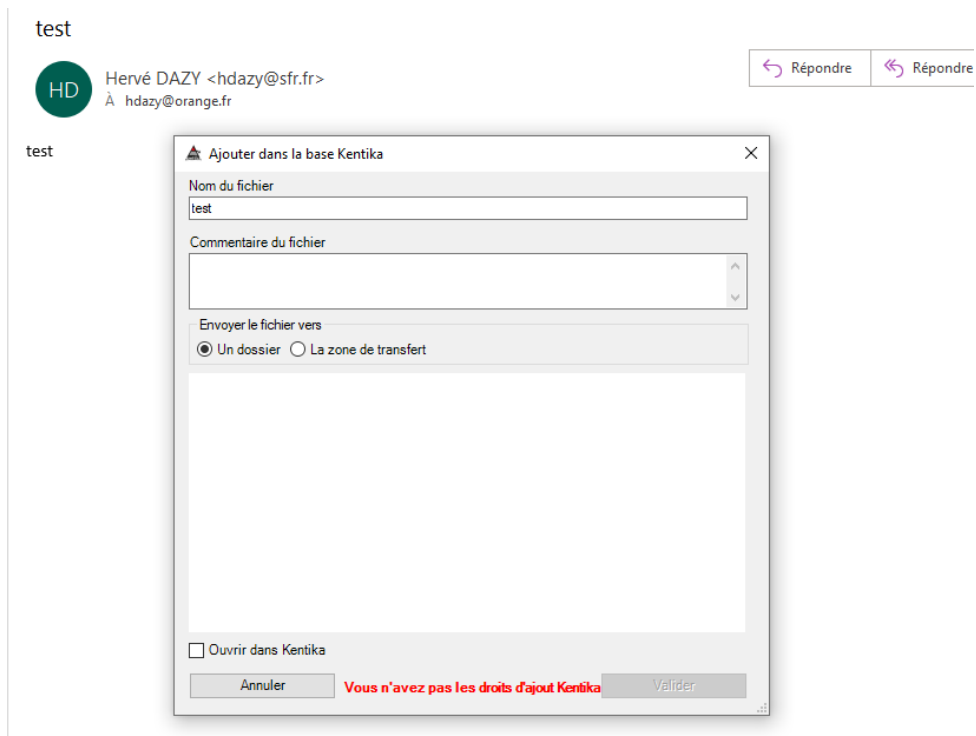 test
HD
Hervé DAZY <hdazy@sfr.fr>
À hdazy@orange.fr
Répondre
Répondre
test
Ajouter dans la base Kentika
Nom du fichier
test
Commentaire du fichier
Envoyer le fichier vers
Un dossier La zone de transfert
Ouvrir dans Kentika
Annuler Vous n'avez pas les droits d'ajout Kentika Valider